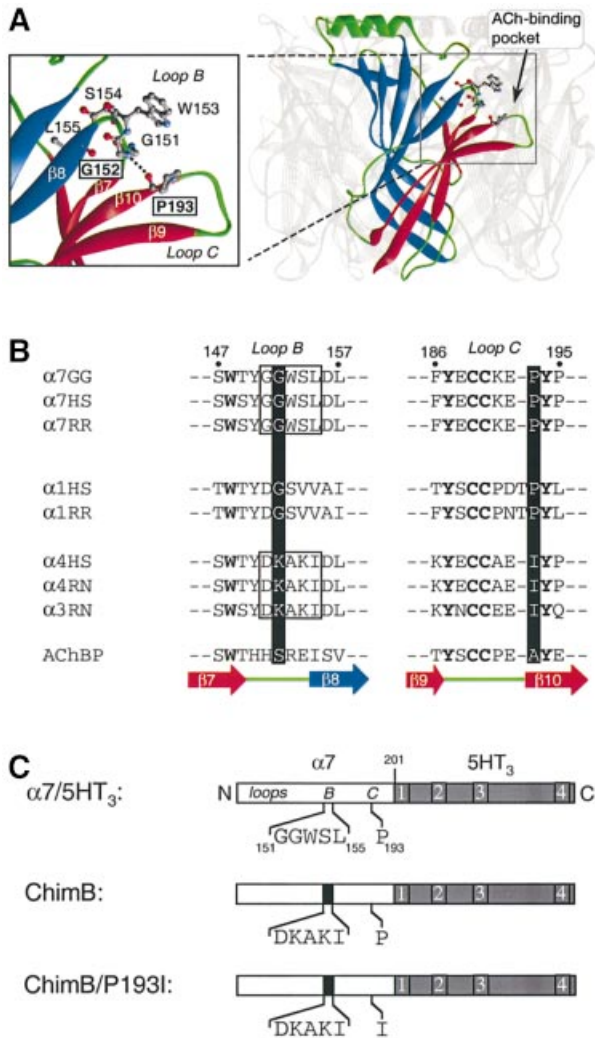 A
ACh-binding
pocket
Loop B
S154
W153
L155
G151
β8
G152
β7
β10
P193
β9
Loop C
B
147 Loop B 157 186 Loop C 195
α7GG --SWTYGGWSLDL-- --FYECCKE-PYP--
α7HS --SWSYGGWSLDL-- --FYECCKE-PYP--
α7RR --SWSYGGWSLDL-- --FYECCKE-PYP--
α1HS --TWTYDGSVVAI-- --TYSCCPDTPYL--
α1RR --TWTYDGSVVAI-- --FYSCCPNTPYL--
α4HS --SWTYDKAKIDL-- --KYECCAE-IYP--
α4RN --SWTYDKAKIDL-- --KYECCAE-IYP--
α3RN --SWSYDKAKIDL-- --KYNCCEE-IYQ--
AChBP --SWTHHSREISV-- --TYSCCPE-AYE--
β7 β8 β9 β10
C
α7 201 5HT3
α7/5HT3: N loops B C 1 2 3 4 C
151 GGWSL 155 P193
ChimB: 1 2 3 4
DKAKI P
ChimB/P193I: 1 2 3 4
DKAKI I